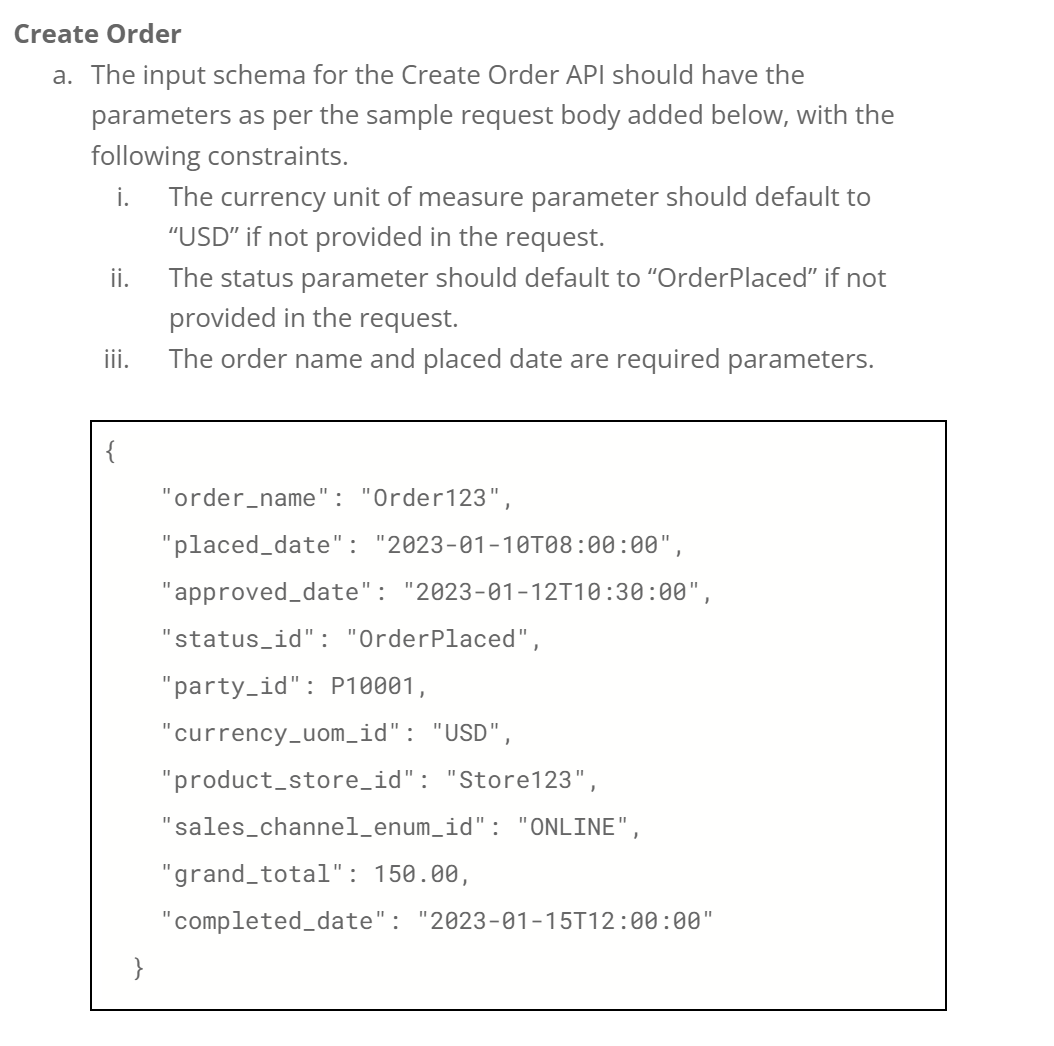 Create Order
a. The input schema for the Create Order API should have the
parameters as per the sample request body added below, with the
following constraints.
i. The currency unit of measure parameter should default to
“USD” if not provided in the request.
ii. The status parameter should default to “OrderPlaced” if not
provided in the request.
iii. The order name and placed date are required parameters.
{
"order_name": "Order123",
"placed_date": "2023-01-10T08:00:00",
"approved_date": "2023-01-12T10:30:00",
"status_id": "OrderPlaced",
"party_id": P10001,
"currency_uom_id": "USD",
"product_store_id": "Store123",
"sales_channel_enum_id": "ONLINE",
"grand_total": 150.00,
"completed_date": "2023-01-15T12:00:00"
}